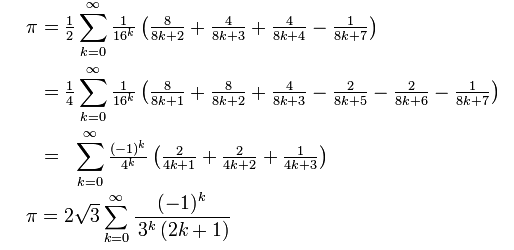 π = 1/2 ∑_{k=0}^{∞} 1/16^k (8/(8k+2) + 4/(8k+3) + 4/(8k+4) − 1/(8k+7))
= 1/4 ∑_{k=0}^{∞} 1/16^k (8/(8k+1) + 8/(8k+2) + 4/(8k+3) − 2/(8k+5) − 2/(8k+6) − 1/(8k+7))
= ∑_{k=0}^{∞} (−1)^k/4^k (2/(4k+1) + 2/(4k+2) + 1/(4k+3))
π = 2√3 ∑_{k=0}^{∞} (−1)^k/(3^k (2k+1))